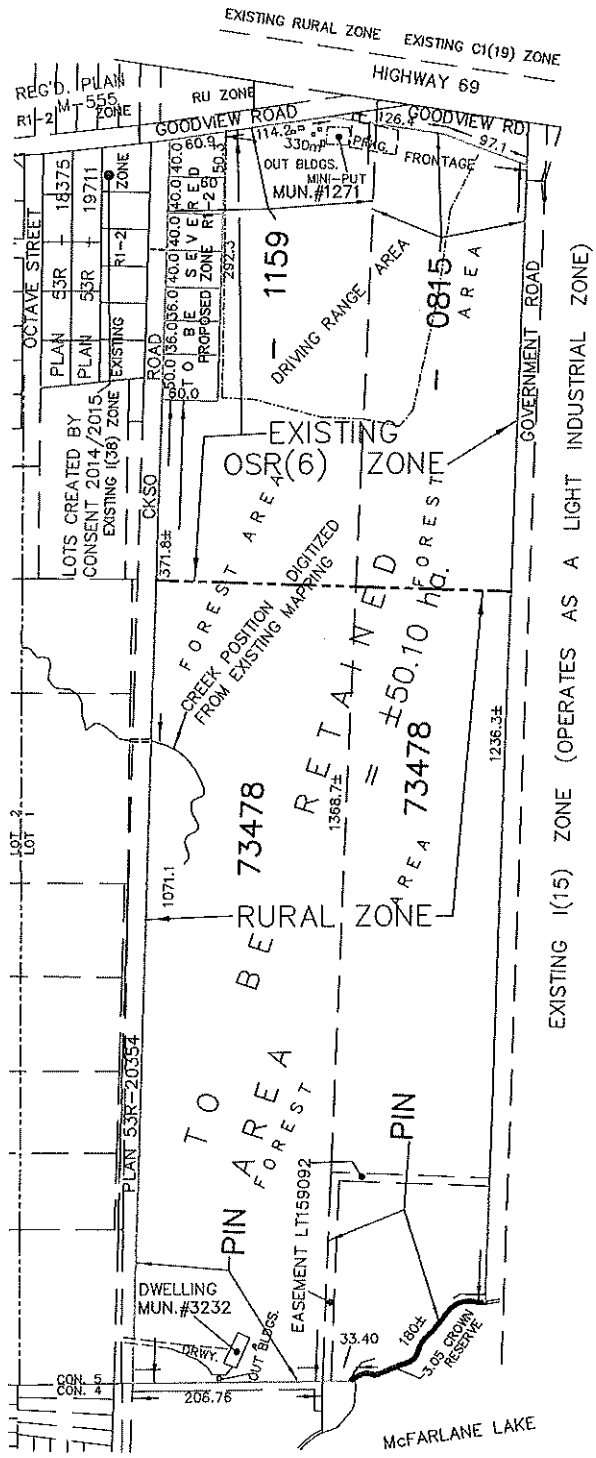 EXISTING RURAL ZONE
EXISTING C1(19) ZONE
HIGHWAY 69
REG'D. PLAN
M-555
R1-2
ZONE
RU ZONE
GOODVIEW ROAD
GOODVIEW RD
OCTAVE STREET
PLAN 53R - 18375
PLAN 53R - 19711
EXISTING R1-2 ZONE
60.9
114.2
126.4
97.1
330m
PRKG.
FRONTAGE
OUT BLDGS.
MINI-PUT
MUN.#1271
40.0
40.0
40.0
40.0
40.0
36.0
36.0
50.0
60.0
50.3
292.3
TO BE SEVERED
PROPOSED ZONE R1-2
1159
0815
DRIVING RANGE AREA
AREA
GOVERNMENT ROAD
CKSO ROAD
LOTS CREATED BY
CONSENT 2014/2015
EXISTING I(38) ZONE
EXISTING
OSR(6) ZONE
371.8±
FOREST AREA
FOREST
CREEK POSITION DIGITIZED
FROM EXISTING MAPPING
AREA TO BE RETAINED
= ±50.10 ha.
73478
73478
AREA
1368.7±
1236.3±
LOT 2
LOT 1
1071.1
RURAL ZONE
PLAN 53R-20354
FOREST
PIN
PIN
EASEMENT LT159092
DWELLING
MUN.#3232
DRWY.
OUT BLDGS.
33.40
180±
3.05 CROWN
RESERVE
CON. 5
CON. 4
206.76
McFARLANE LAKE
EXISTING I(15) ZONE (OPERATES AS A LIGHT INDUSTRIAL ZONE)